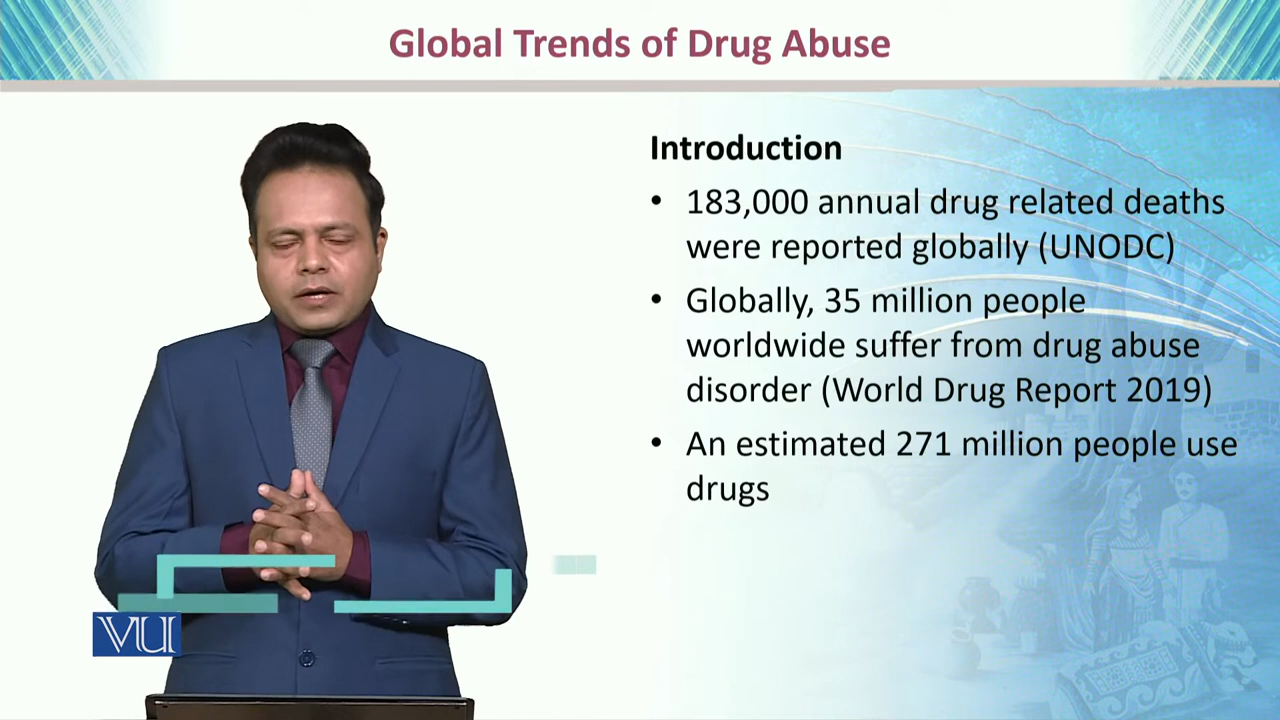 Global Trends of Drug Abuse
Introduction
• 183,000 annual drug related deaths
were reported globally (UNODC)
• Globally, 35 million people
worldwide suffer from drug abuse
disorder (World Drug Report 2019)
• An estimated 271 million people use
drugs
VU